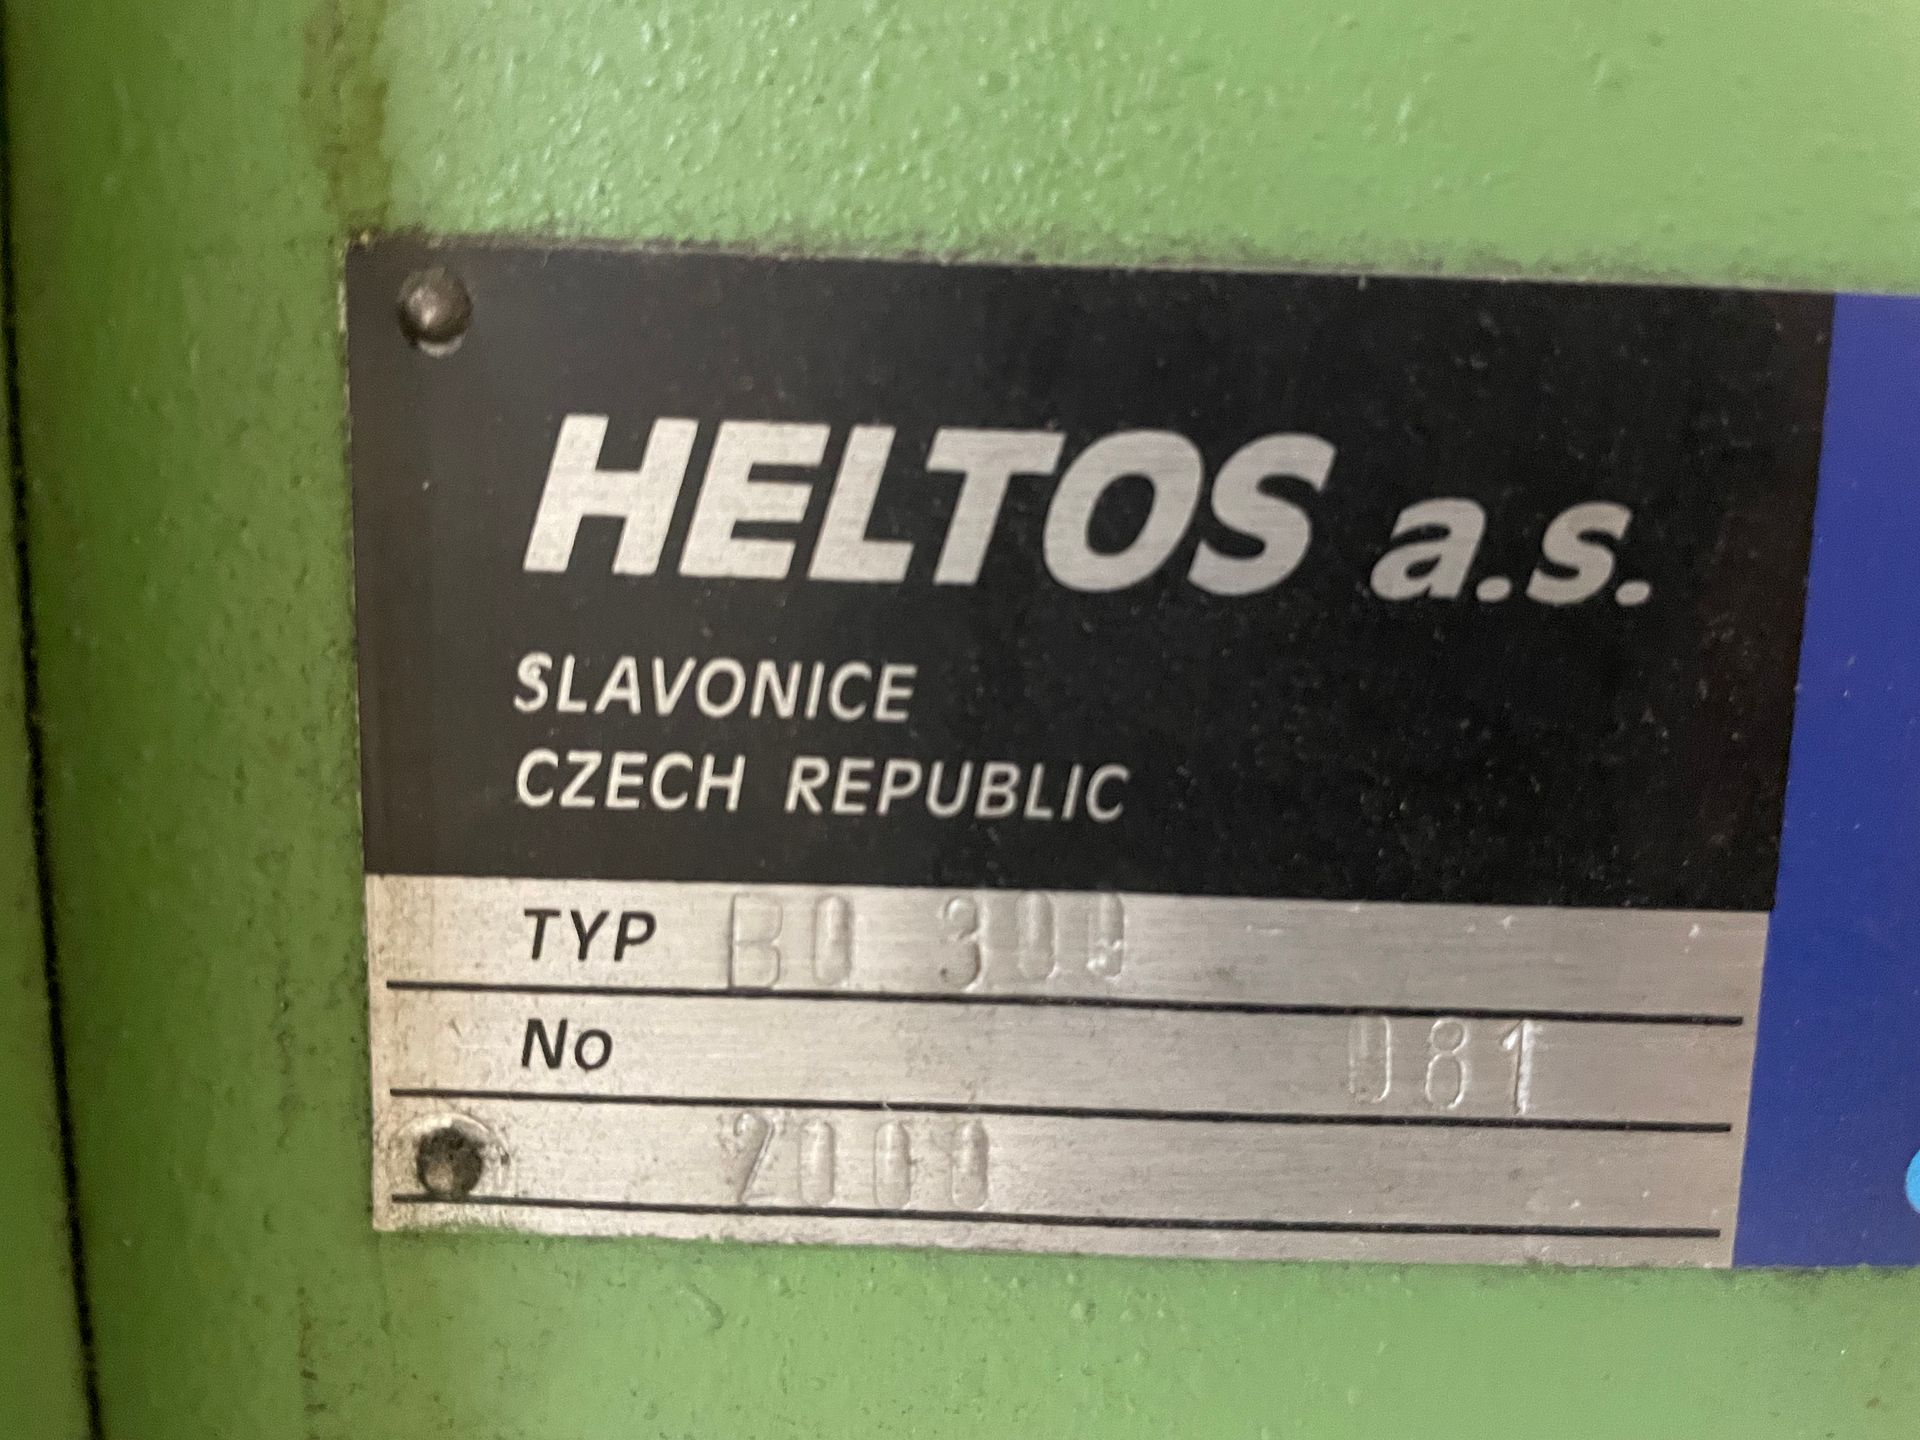 HELTOS a.s.
SLAVONICE
CZECH REPUBLIC
TYP BO 300
No 081
2000